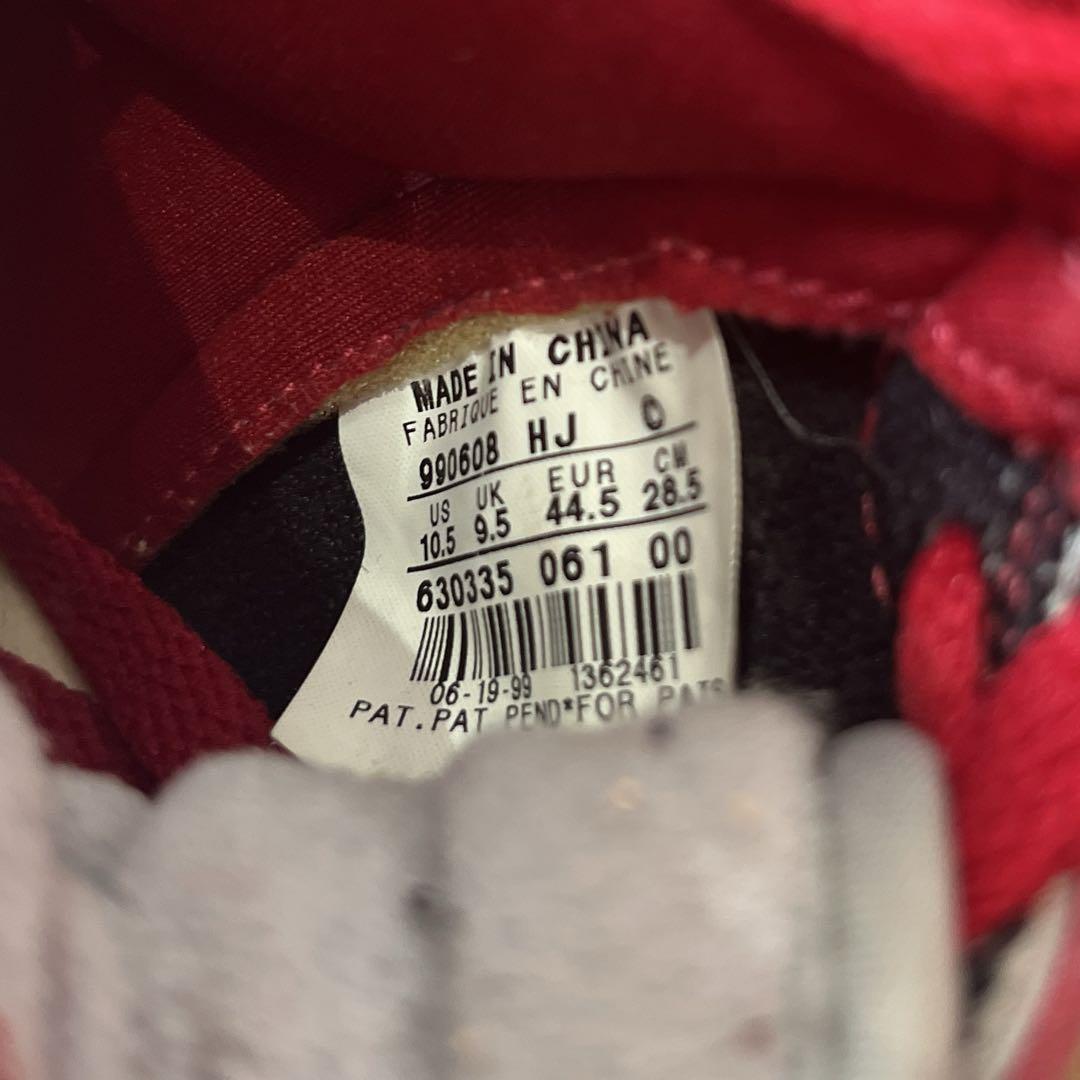 MADE IN CHINA
FABRIQUE EN CHINE
990608 HJ C
US UK EUR CM
10.5 9.5 44.5 28.5
630335 061 00
06-19-99 1362461
PAT.PAT PEND*FOR PATS